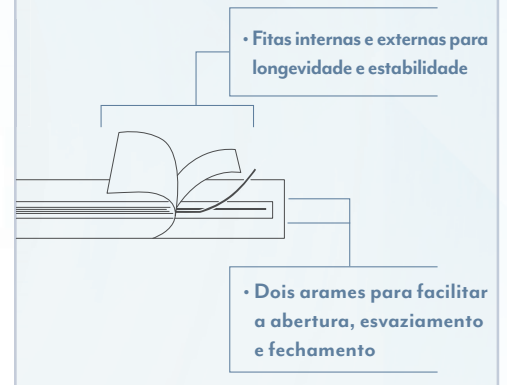 • Fitas internas e externas para
longevidade e estabilidade
• Dois arames para facilitar
a abertura, esvaziamento
e fechamento